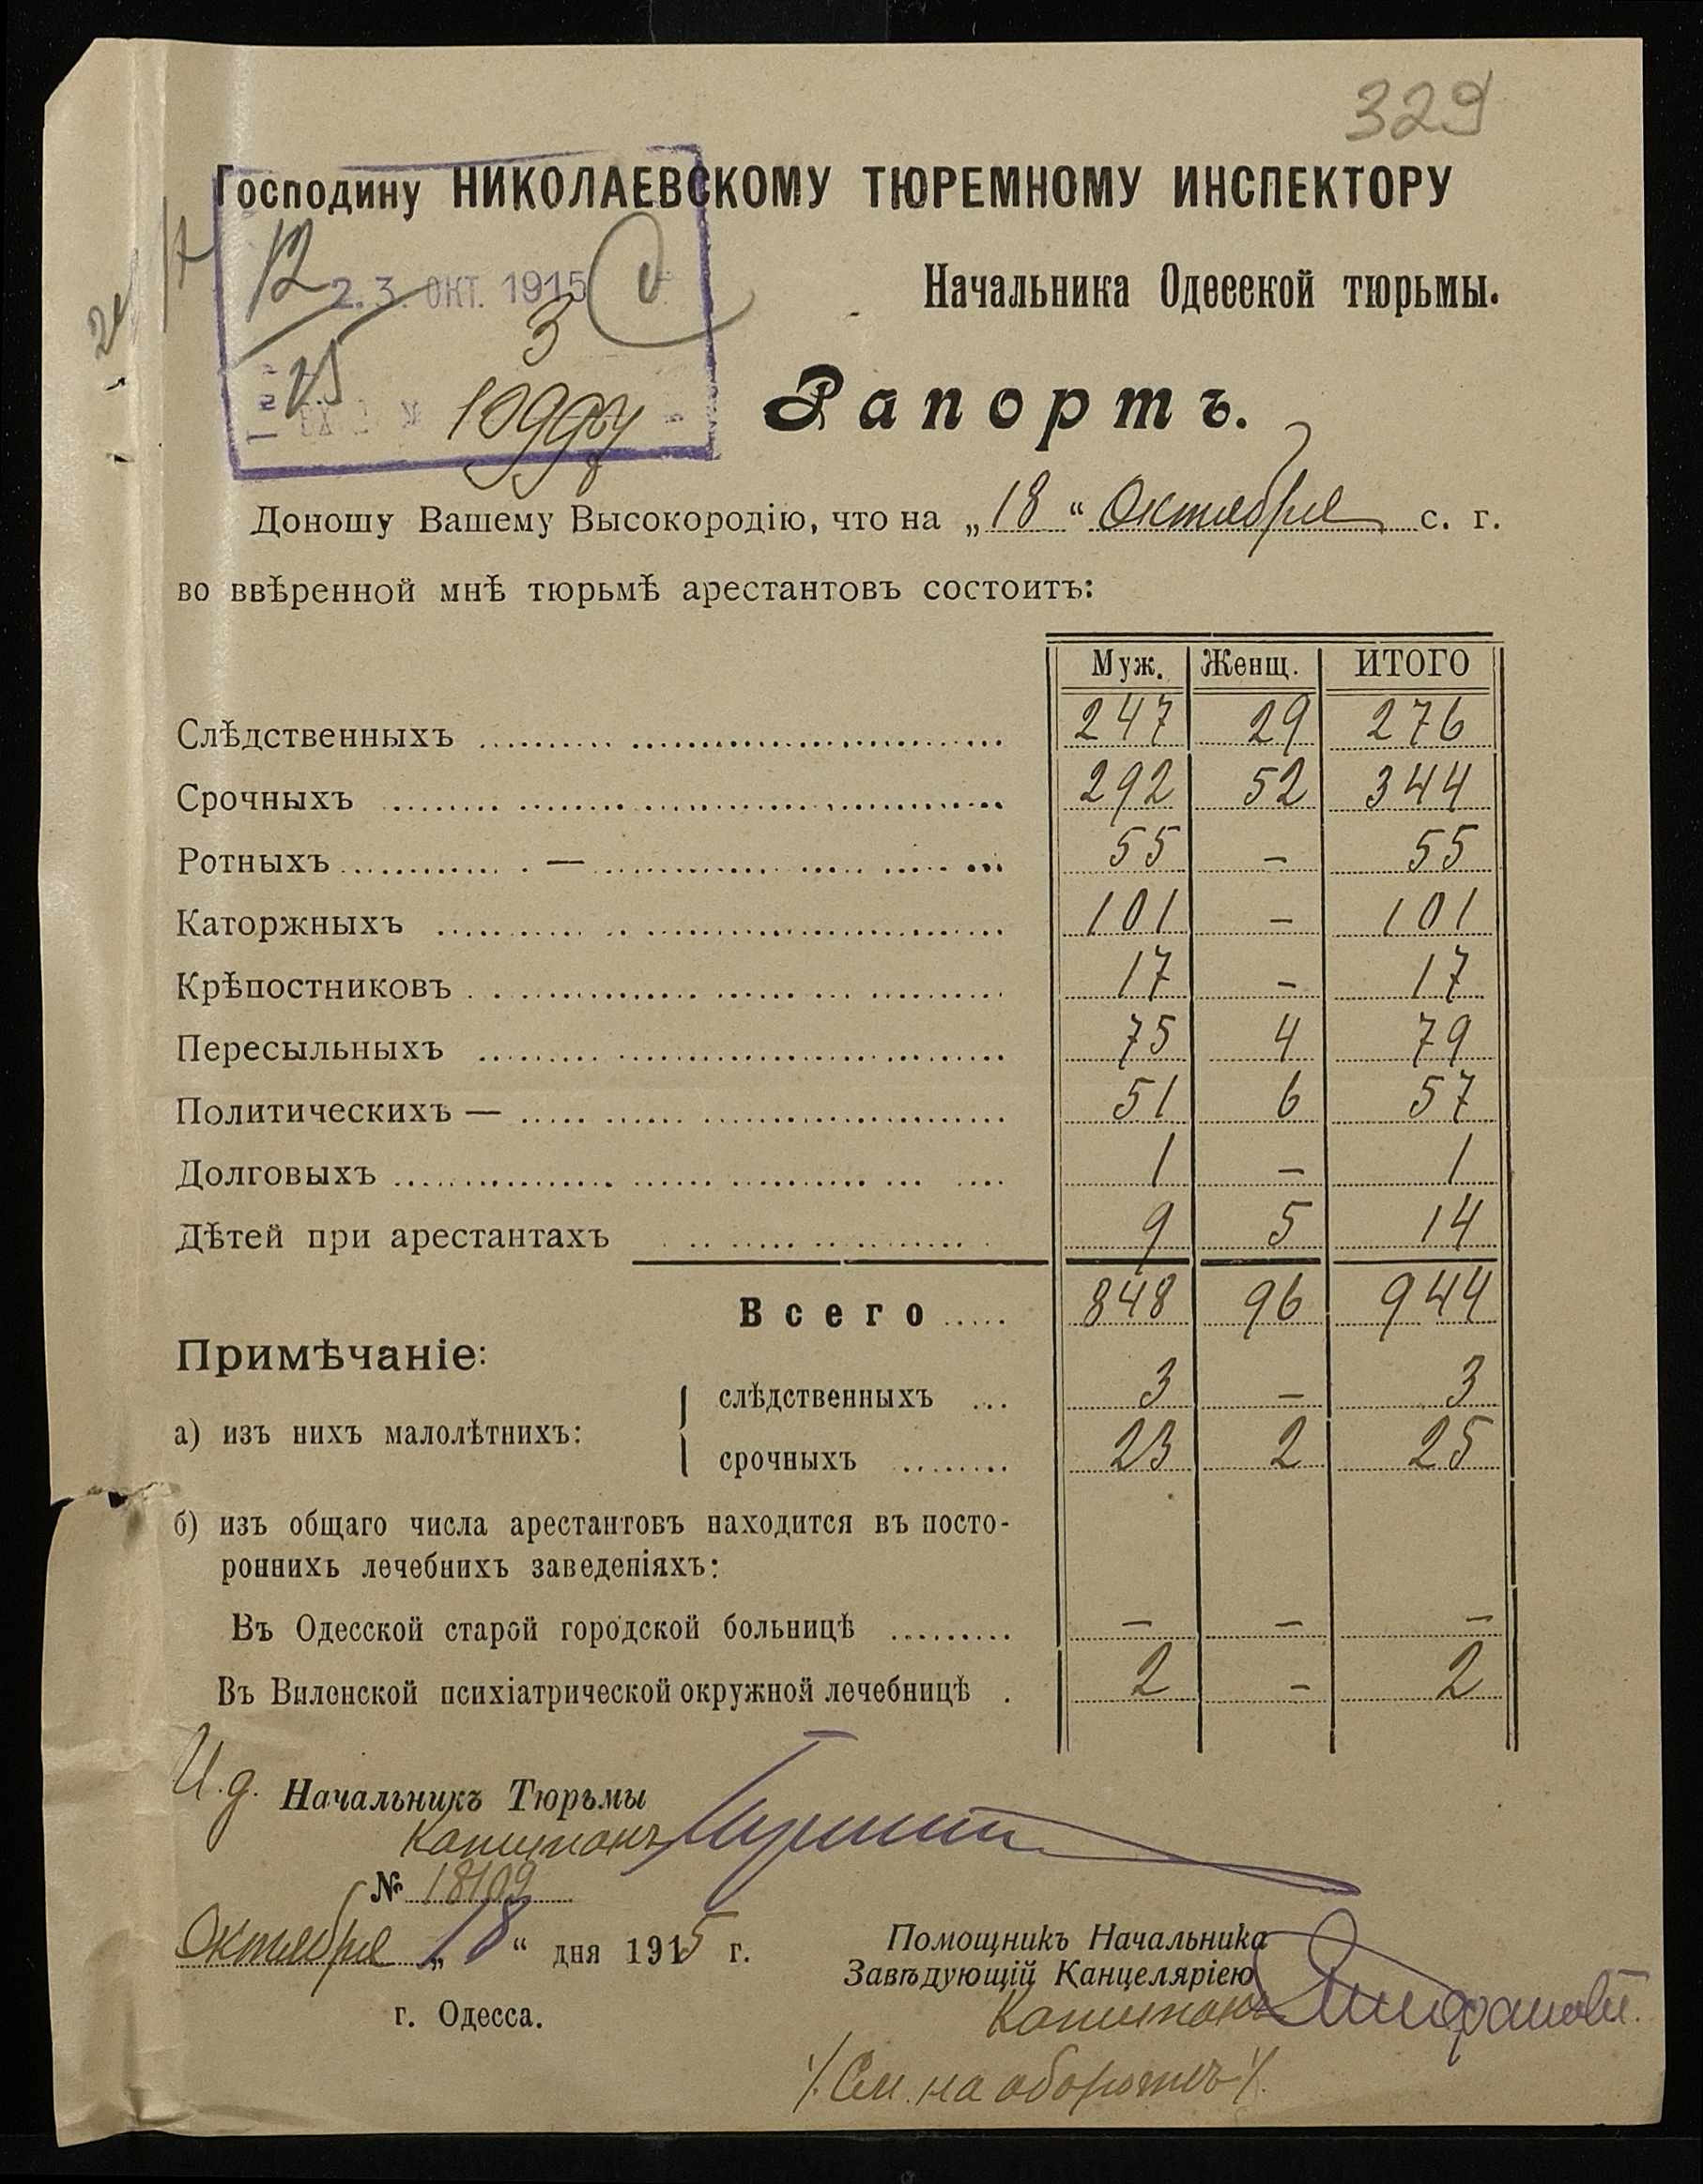 329
Господину НИКОЛАЕВСКОМУ ТЮРЕМНОМУ ИНСПЕКТОРУ
Начальника Одесской тюрьмы.
12 23 ОКТ. 1915
3
25
Рапортъ.
Доношу Вашему Высокородію, что на „18“ Октября с. г.
во ввѣренной мнѣ тюрьмѣ арестантовъ состоитъ:
Муж. Женщ. ИТОГО
Слѣдственныхъ 247 29 276
Срочныхъ 292 52 344
Ротныхъ — 55 - 55
Каторжныхъ 101 - 101
Крѣпостниковъ 17 - 17
Пересыльныхъ 75 4 79
Политическихъ — 51 6 57
Долговыхъ 1 - 1
Дѣтей при арестантахъ 9 5 14
Всего 848 96 944
Примѣчаніе:
а) изъ нихъ малолѣтнихъ:
слѣдственныхъ 3 - 3
срочныхъ 23 2 25
б) изъ общаго числа арестантовъ находится въ посто-
роннихь лечебнихъ заведеніяхъ:
Въ Одесской старой городской больницѣ - - -
Въ Виленской психіатрической окружной лечебницѣ 2 - 2
И.д. Начальникъ Тюрьмы
Капитанъ
№ 18109
Октября „18“ дня 1915 г.
г. Одесса.
Помощникъ Начальника
Завѣдующій Канцеляріею
Капитанъ
/. См. на оборотѣ /.